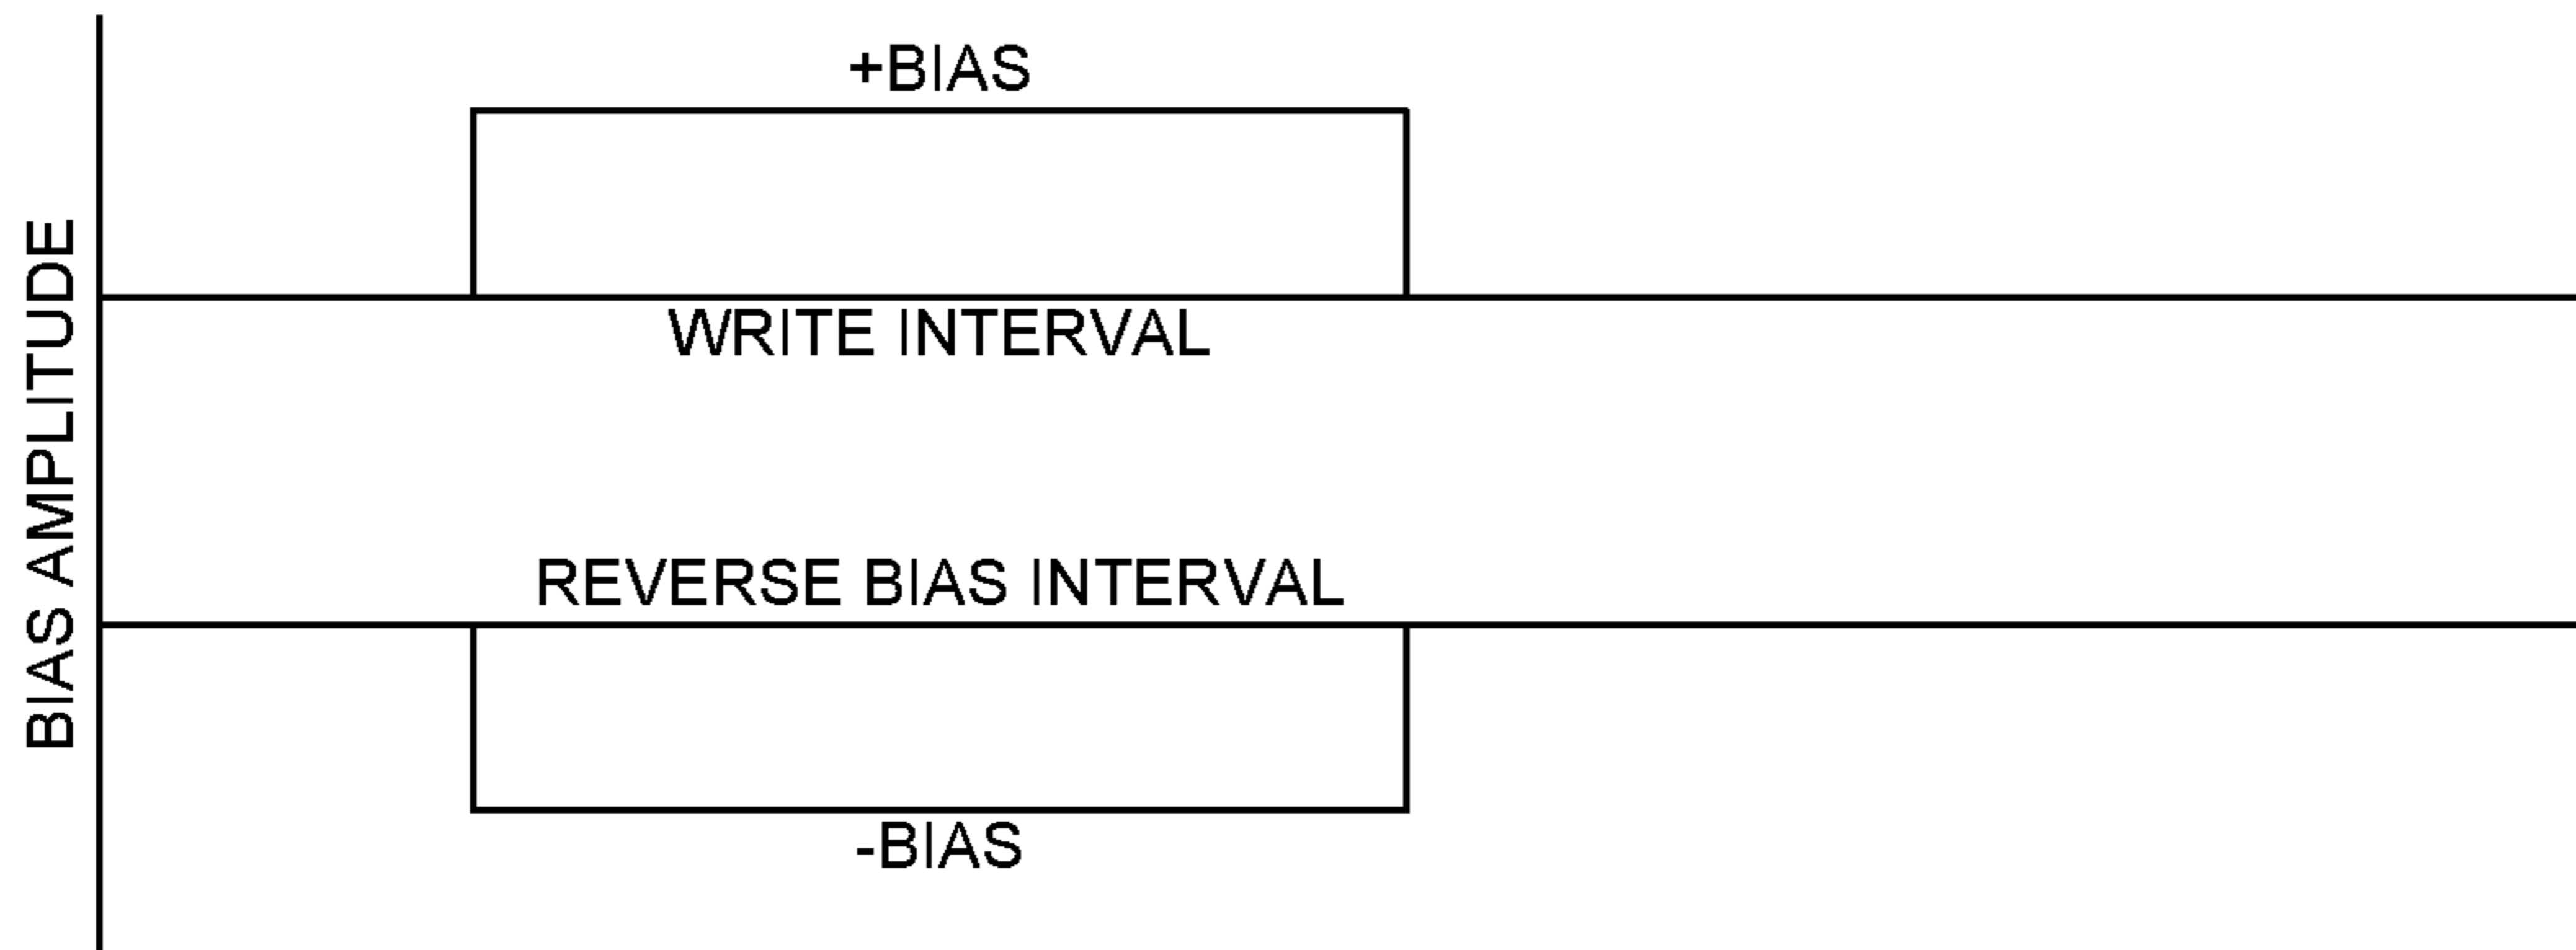 +BIAS
WRITE INTERVAL
BIAS AMPLITUDE
REVERSE BIAS INTERVAL
-BIAS